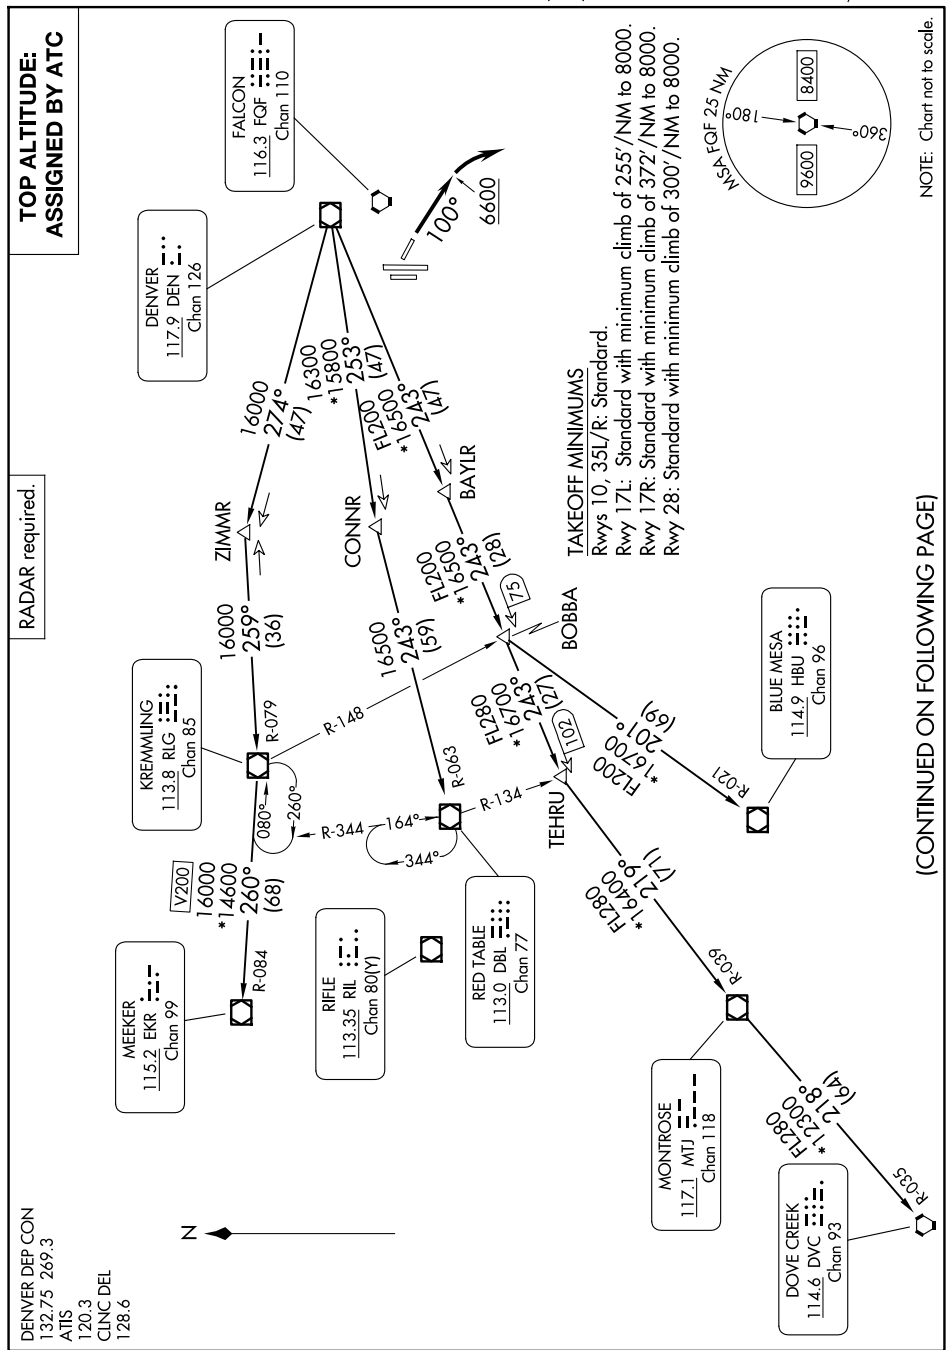 TOP ALTITUDE:
ASSIGNED BY ATC
RADAR required.
DENVER DEP CON
132.75 269.3
ATIS
120.3
CLNC DEL
128.6
N
MEEKER
115.2 EKR
Chan 99
KREMMLING
113.8 RLG
Chan 85
DENVER
117.9 DEN
Chan 126
FALCON
116.3 FQF
Chan 110
RIFLE
113.35 RIL
Chan 80(Y)
RED TABLE
113.0 DBL
Chan 77
MONTROSE
117.1 MTJ
Chan 118
DOVE CREEK
114.6 DVC
Chan 93
BLUE MESA
114.9 HBU
Chan 96
V200
16000
*14600
260°
(68)
R-084
080°
260°
R-079
16000
259°
(36)
ZIMMR
16000
274°
(47)
16300
*15800
253°
(47)
CONNR
16500
243°
(59)
R-063
FL200
*16500
243°
(47)
BAYLR
FL200
*16500
243°
(28)
75
BOBBA
R-148
R-344
164°
344°
R-134
FL280
*16700
243°
(27)
102
TEHRU
FL200
*16700
201°
(69)
R-021
FL280
*16400
219°
(71)
R-039
FL280
*12300
218°
(64)
R-035
100°
6600
TAKEOFF MINIMUMS
Rwys 10, 35L/R: Standard.
Rwy 17L: Standard with minimum climb of 255'/NM to 8000.
Rwy 17R: Standard with minimum climb of 372'/NM to 8000.
Rwy 28: Standard with minimum climb of 300'/NM to 8000.
MSA FQF 25 NM
180°
8400
9600
360°
NOTE: Chart not to scale.
(CONTINUED ON FOLLOWING PAGE)